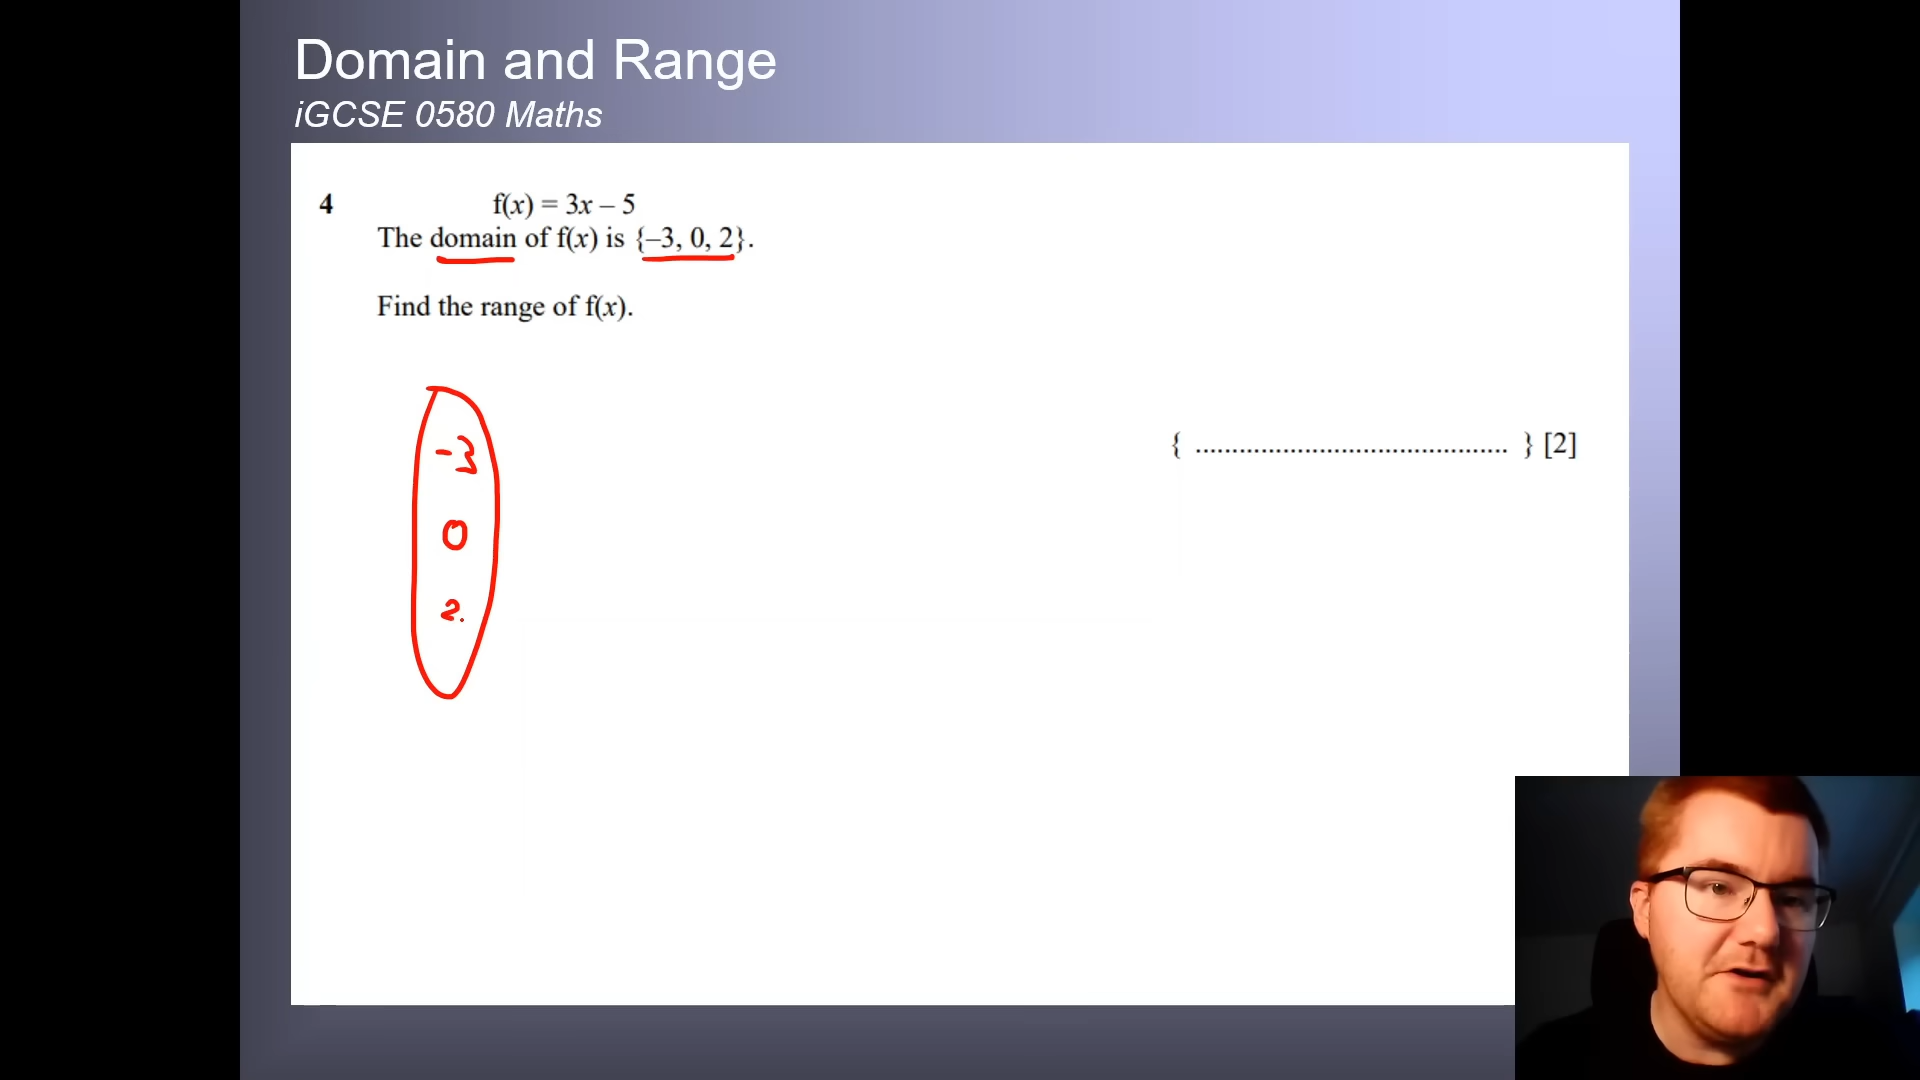 Domain and Range
iGCSE 0580 Maths
4 f(x) = 3x – 5
The domain of f(x) is {–3, 0, 2}.
Find the range of f(x).
{ ........................................... } [2]
-3
0
2.